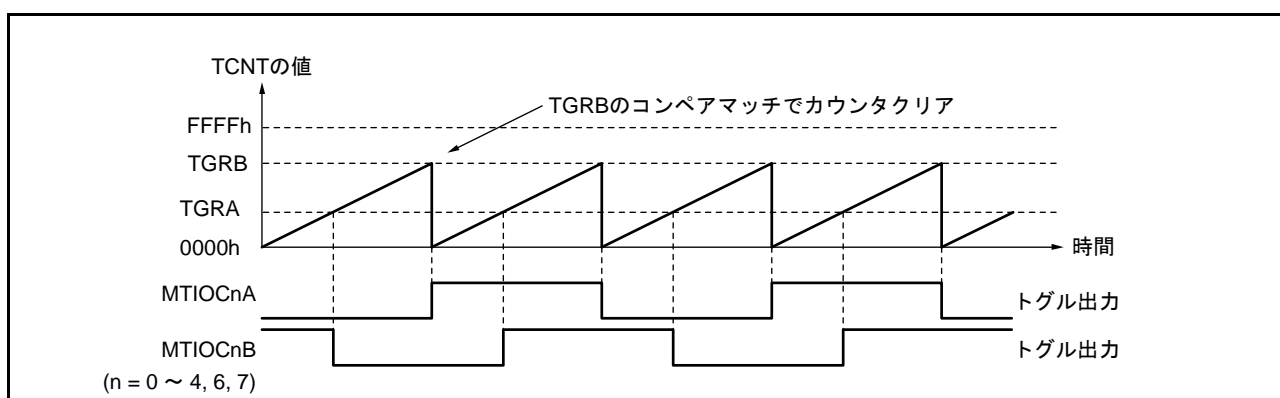 TCNTの値
TGRBのコンペアマッチでカウンタクリア
FFFFh
TGRB
TGRA
0000h
時間
MTIOCnA
トグル出力
MTIOCnB
トグル出力
(n = 0 ～ 4, 6, 7)